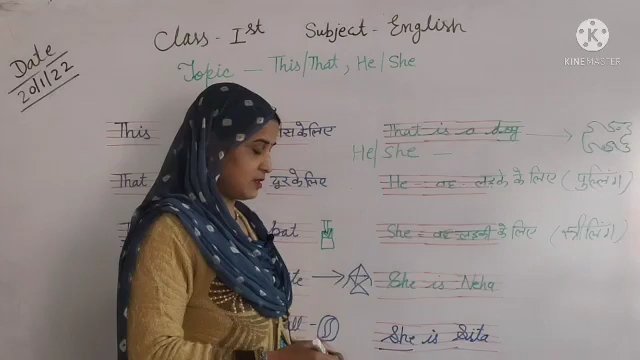 Class - Ist Subject - English
Date
20/1/22
Topic - This/That, He/She
KINEMASTER
This के लिए
That is a dog
He/She -
That दूर के लिए
He - वह लड़के के लिए (पुल्लिंग)
She - वह लड़की के लिए (स्त्रीलिंग)
She is Neha
She is Sita